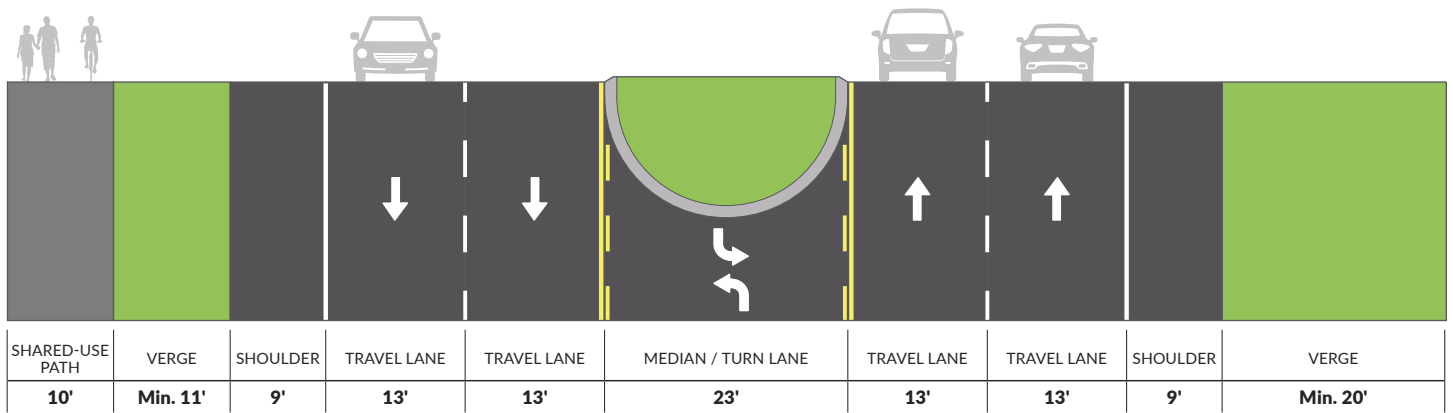 SHARED-USE
PATH
VERGE
SHOULDER
TRAVEL LANE
TRAVEL LANE
MEDIAN / TURN LANE
TRAVEL LANE
TRAVEL LANE
SHOULDER
VERGE
10'
Min. 11'
9'
13'
13'
23'
13'
13'
9'
Min. 20'